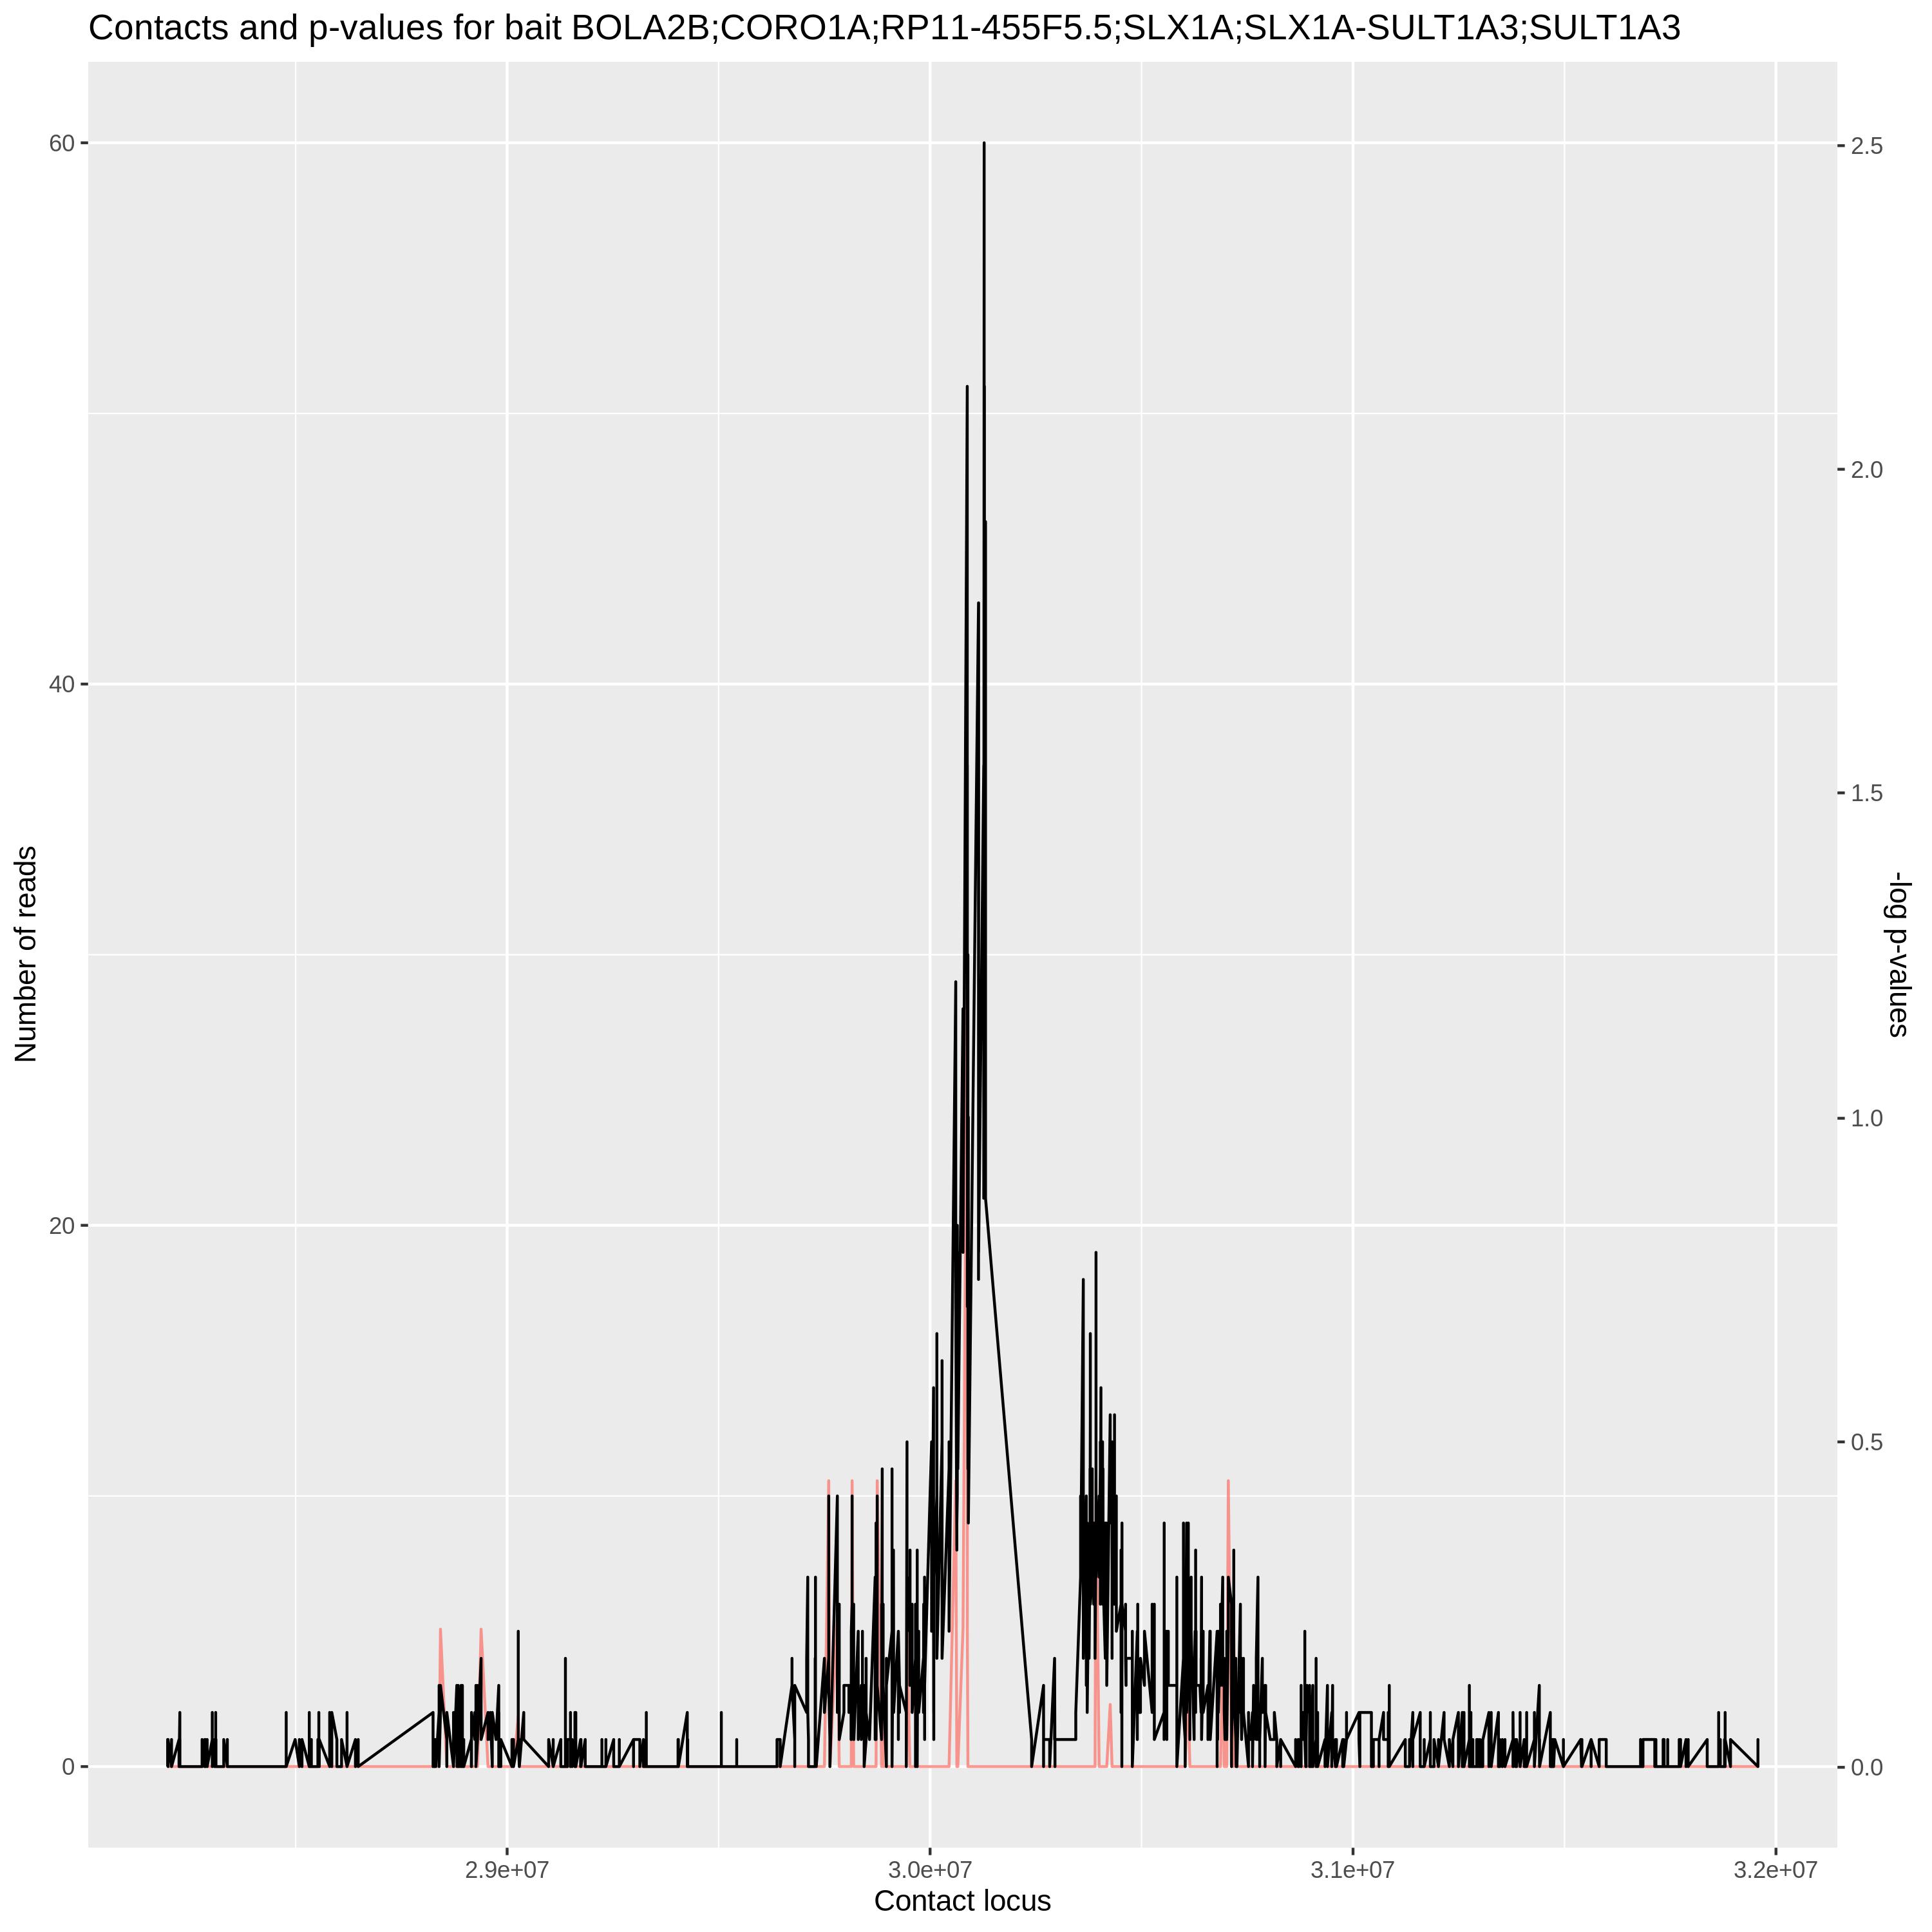 Contacts and p-values for bait BOLA2B;CORO1A;RP11-455F5.5;SLX1A;SLX1A-SULT1A3;SULT1A3
60
40
20
0
Number of reads
2.5
2.0
1.5
1.0
0.5
0.0
-log p-values
2.9e+07
3.0e+07
3.1e+07
3.2e+07
Contact locus